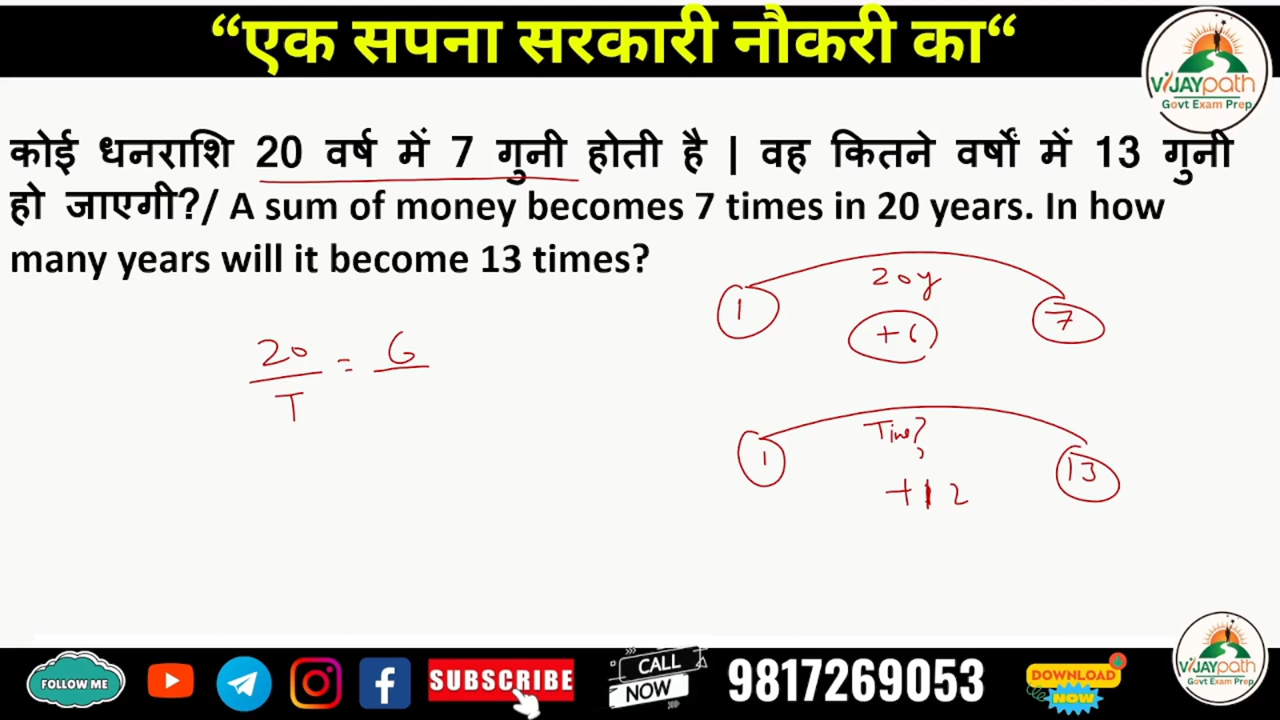 “एक सपना सरकारी नौकरी का“
VIJAYpath
Govt Exam Prep
कोई धनराशि 20 वर्ष में 7 गुनी होती है | वह कितने वर्षों में 13 गुनी
हो जाएगी?/ A sum of money becomes 7 times in 20 years. In how
many years will it become 13 times?
1 20y 7
+6
20/T = 6
1 Time? 13
+12
FOLLOW ME
SUBSCRIBE
CALL
NOW
9817269053
DOWNLOAD
NOW
VIJAYpath
Govt Exam Prep